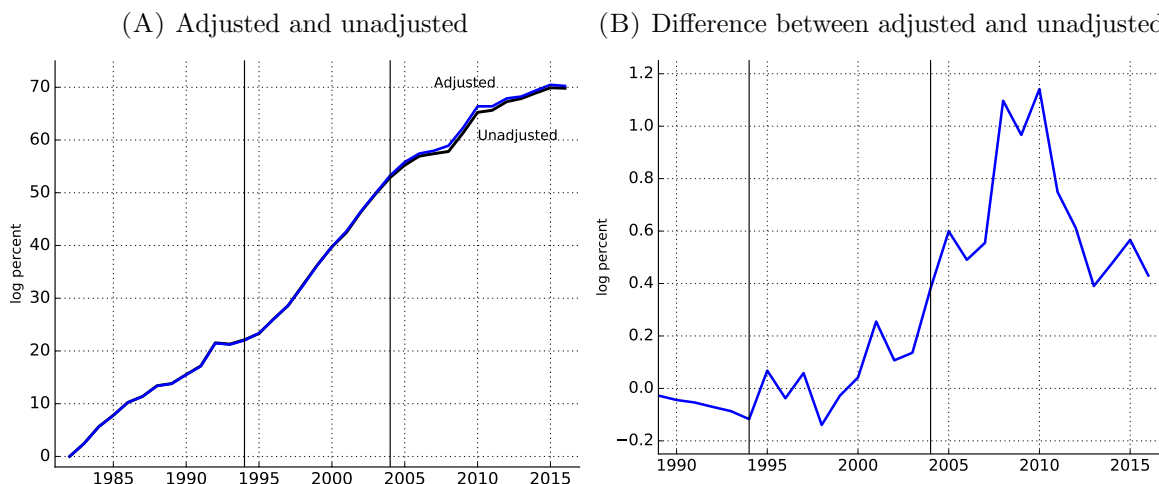 (A) Adjusted and unadjusted
70
60
50
40
30
20
10
0
log percent
Adjusted
Unadjusted
1985 1990 1995 2000 2005 2010 2015
(B) Difference between adjusted and unadjusted
1.2
1.0
0.8
0.6
0.4
0.2
0.0
−0.2
log percent
1990 1995 2000 2005 2010 2015